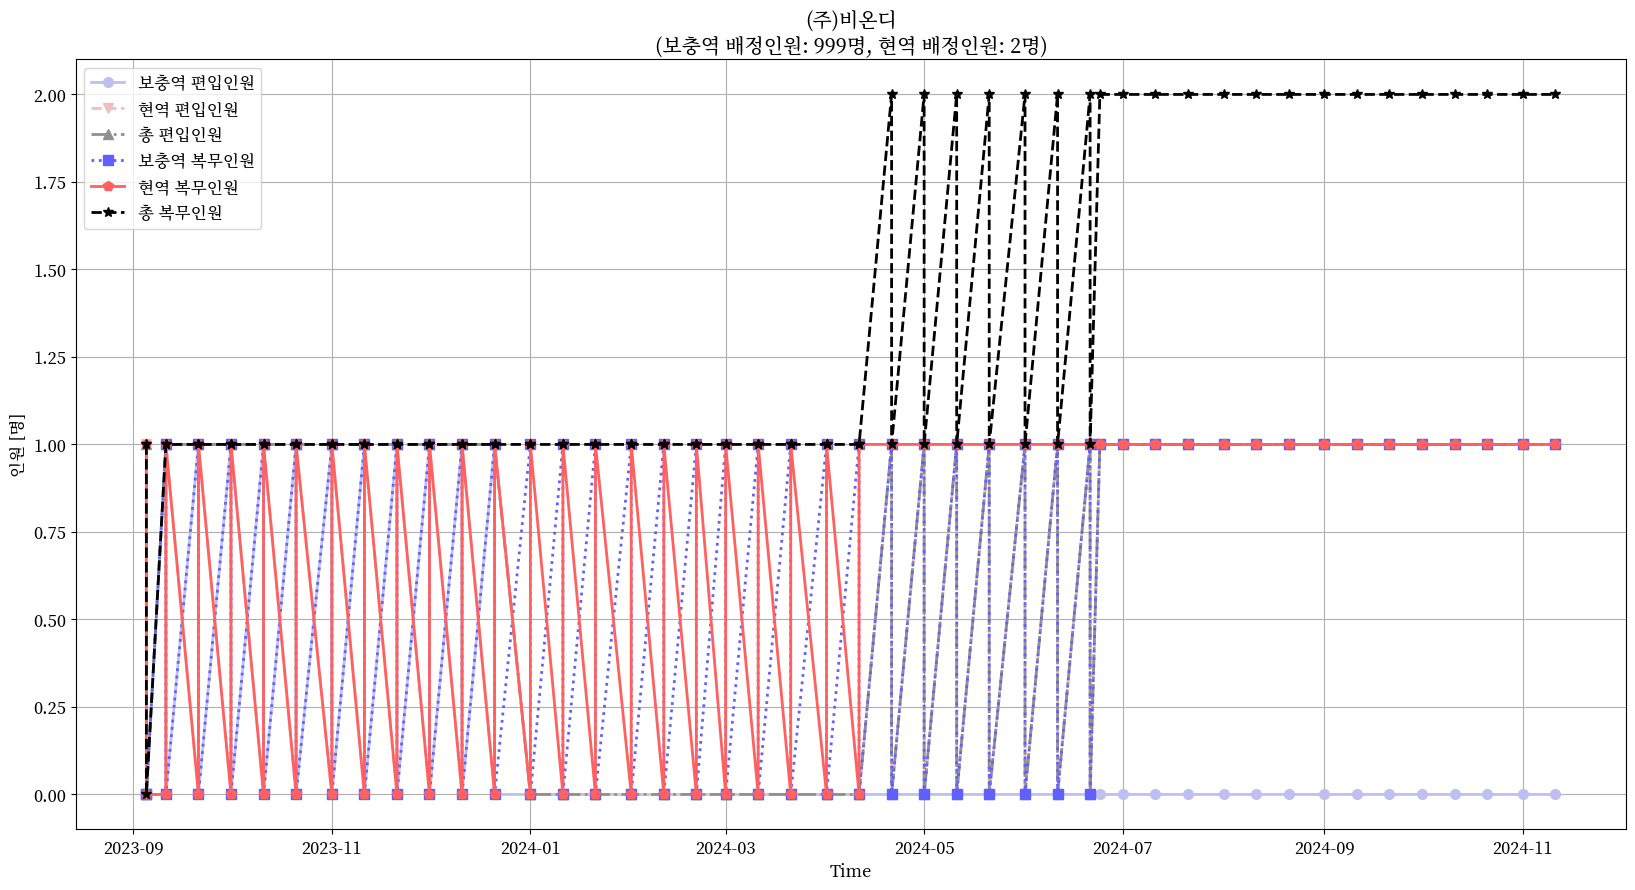 (주)비온디
(보충역 배정인원: 999명, 현역 배정인원: 2명)
보충역 편입인원
현역 편입인원
총 편입인원
보충역 복무인원
현역 복무인원
총 복무인원
2.00
1.75
1.50
1.25
1.00
0.75
0.50
0.25
0.00
인원 [명]
2023-09
2023-11
2024-01
2024-03
2024-05
2024-07
2024-09
2024-11
Time